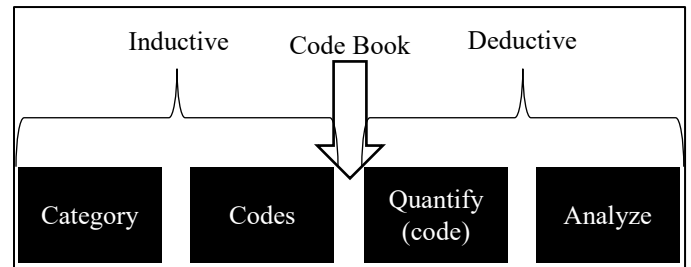 Inductive
Code Book
Deductive
Category
Codes
Quantify
(code)
Analyze